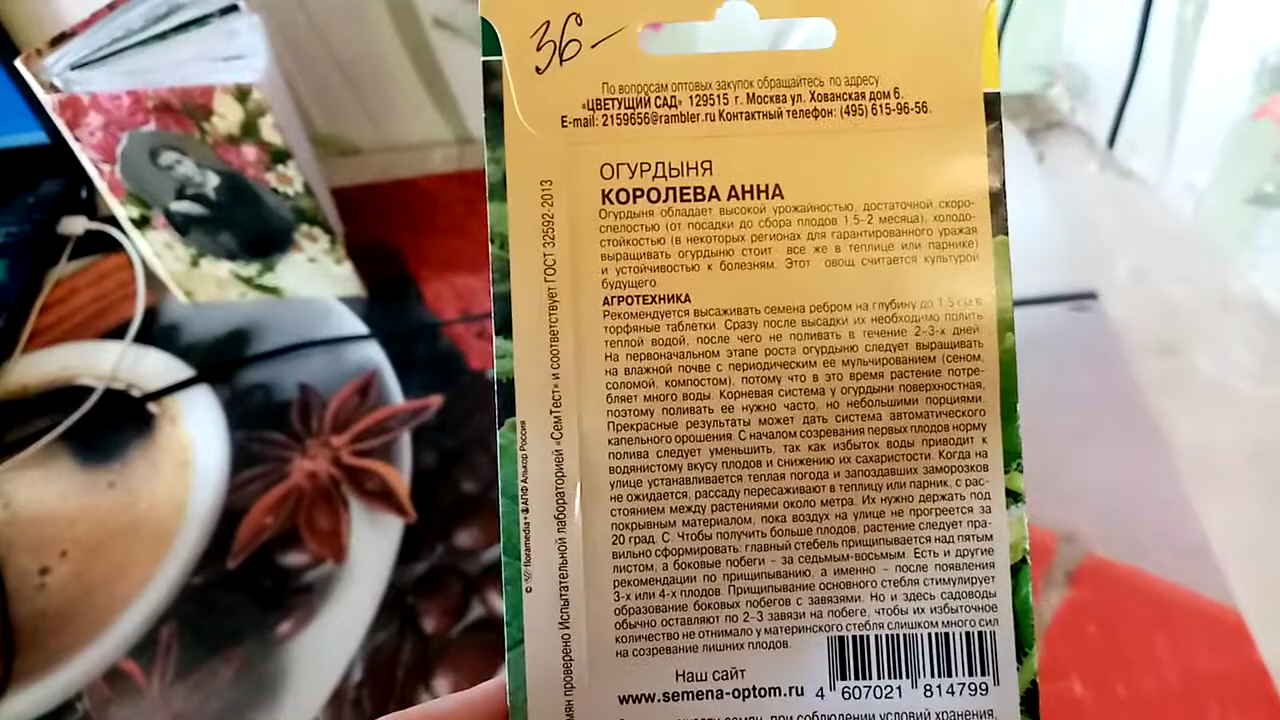 36-
По вопросам оптовых закупок обращайтесь по адресу:
«ЦВЕТУЩИЙ САД» 129515 г. Москва ул. Хованская дом 6.
E-mail: 2159656@rambler.ru Контактный телефон: (495) 615-96-56.
ОГУРДЫНЯ
КОРОЛЕВА АННА
Огурдыня обладает высокой урожайностью, достаточной скоро-
спелостью (от посадки до сбора плодов 1,5–2 месяца), холодо-
стойкостью (в некоторых регионах для гарантированного урожая
выращивать огурдыню стоит все же в теплице или парнике)
и устойчивостью к болезням. Этот овощ считается культурой
будущего.
АГРОТЕХНИКА
Рекомендуется высаживать семена ребром на глубину до 1,5 см в
торфяные таблетки. Сразу после высадки их необходимо полить
теплой водой, после чего не поливать в течение 2–3-х дней.
На первоначальном этапе роста огурдыню следует выращивать
на влажной почве с периодическим ее мульчированием (сеном,
соломой, компостом), потому что в это время растение потре-
бляет много воды. Корневая система у огурдыни поверхностная,
поэтому поливать ее нужно часто, но небольшими порциями.
Прекрасные результаты может дать система автоматического
капельного орошения. С началом созревания первых плодов норму
полива следует уменьшить, так как избыток воды приводит к
водянистому вкусу плодов и снижению их сахаристости. Когда на
улице устанавливается теплая погода и запоздавших заморозков
не ожидается, рассаду пересаживают в теплицу или парник, с рас-
стоянием между растениями около метра. Их нужно держать под
покрывным материалом, пока воздух на улице не прогреется за
20 град. С. Чтобы получить больше плодов, растение следует пра-
вильно сформировать: главный стебель прищипывается над пятым
листом, а боковые побеги – за седьмым-восьмым. Есть и другие
рекомендации по прищипыванию, а именно – после появления
3-х или 4-х плодов. Прищипывание основного стебля стимулирует
образование боковых побегов с завязями. Но и здесь садоводы
обычно оставляют по 2–3 завязи на побеге, чтобы их избыточное
количество не отнимало у материнского стебля слишком много сил
на созревание лишних плодов.
Наш сайт
www.semena-optom.ru
4 607021 814799
семян, при соблюдении условий хранения,
мян проверено Испытательной лабораторией «СемТест» и соответствует ГОСТ 32592-2013
© floramedia+ АПФ Алькор Россия